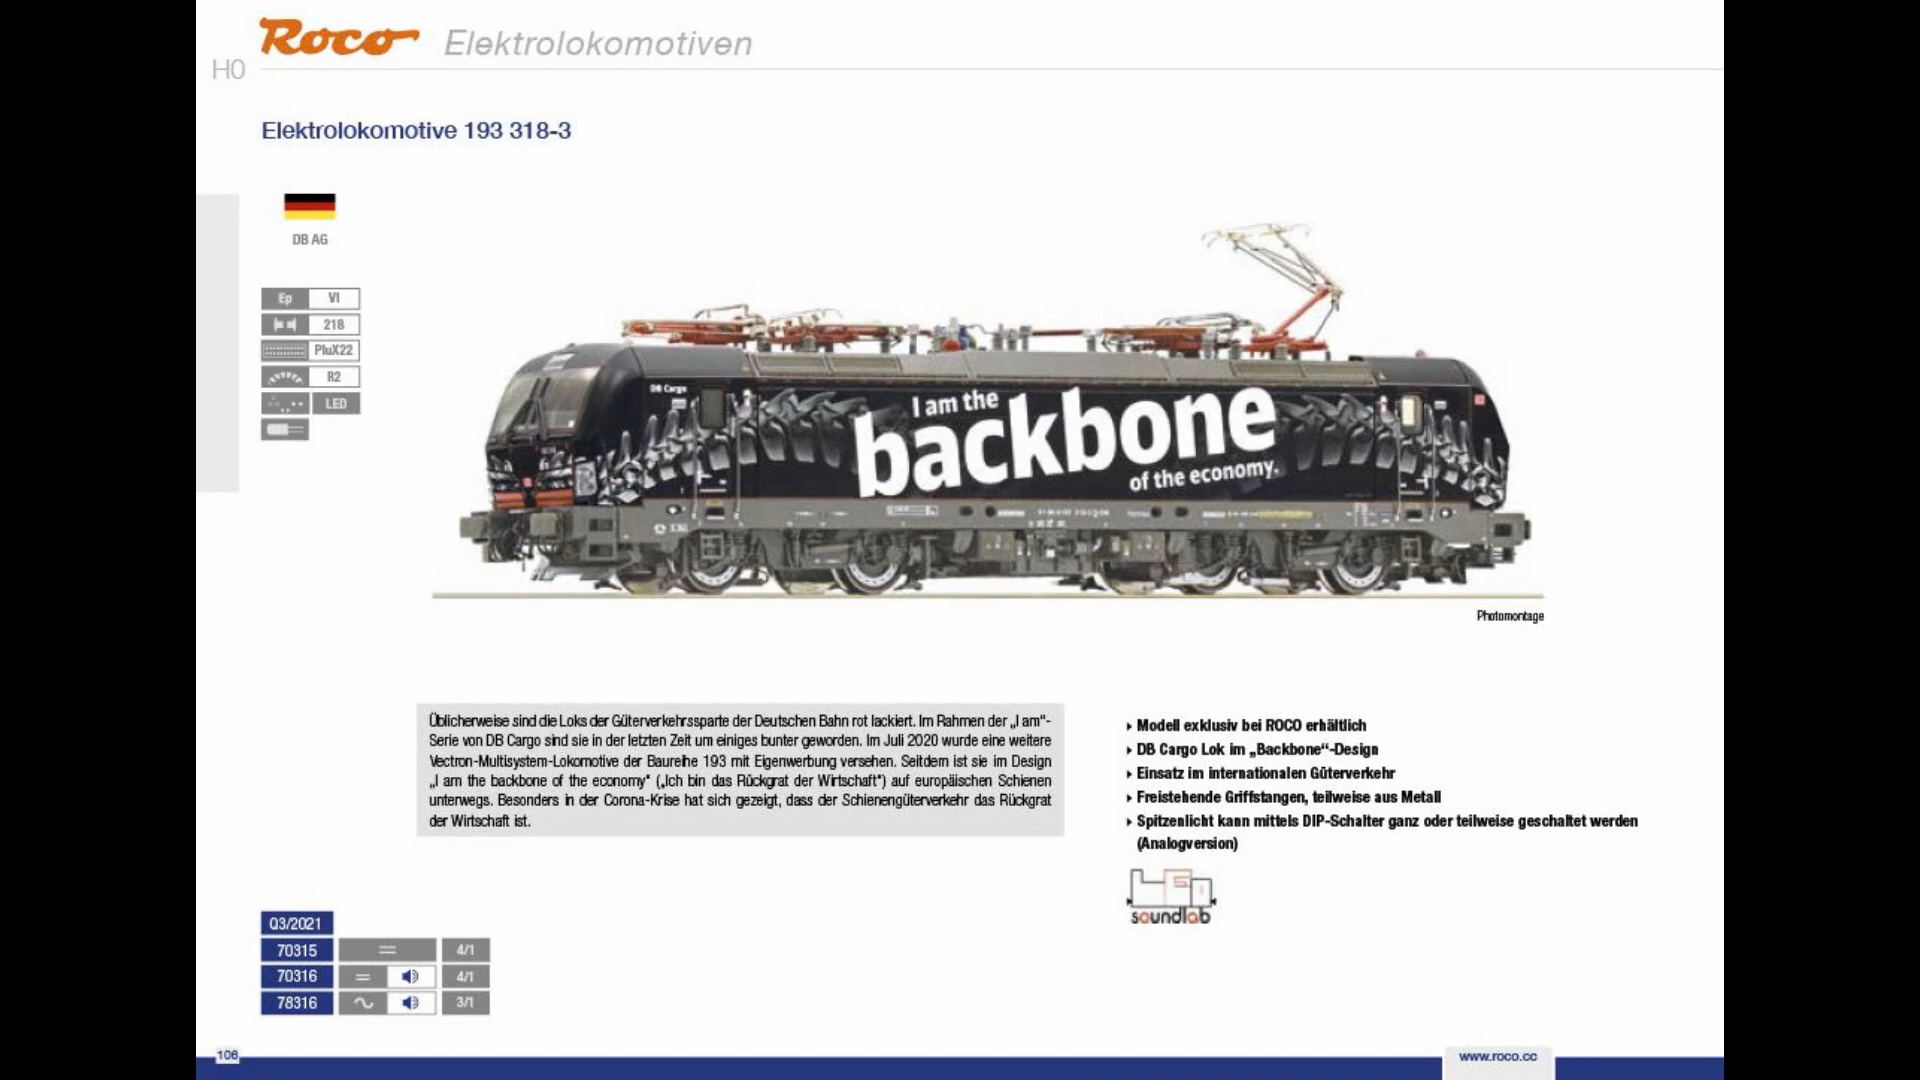 Roco Elektrolokomotiven
H0
Elektrolokomotive 193 318-3
DB AG
Ep VI
218
PluX22
R2
LED
DB Cargo
I am the
backbone
of the economy.
Photomontage
Üblicherweise sind die Loks der Güterverkehrssparte der Deutschen Bahn rot lackiert. Im Rahmen der „I am"-
Serie von DB Cargo sind sie in der letzten Zeit um einiges bunter geworden. Im Juli 2020 wurde eine weitere
Vectron-Multisystem-Lokomotive der Baureihe 193 mit Eigenwerbung versehen. Seitdem ist sie im Design
„I am the backbone of the economy“ („Ich bin das Rückgrat der Wirtschaft“) auf europäischen Schienen
unterwegs. Besonders in der Corona-Krise hat sich gezeigt, dass der Schienengüterverkehr das Rückgrat
der Wirtschaft ist.
Modell exklusiv bei ROCO erhältlich
DB Cargo Lok im „Backbone“-Design
Einsatz im internationalen Güterverkehr
Freistehende Griffstangen, teilweise aus Metall
Spitzenlicht kann mittels DIP-Schalter ganz oder teilweise geschaltet werden
(Analogversion)
soundlab
Q3/2021
70315 4/1
70316 4/1
78316 3/1
106
www.roco.cc